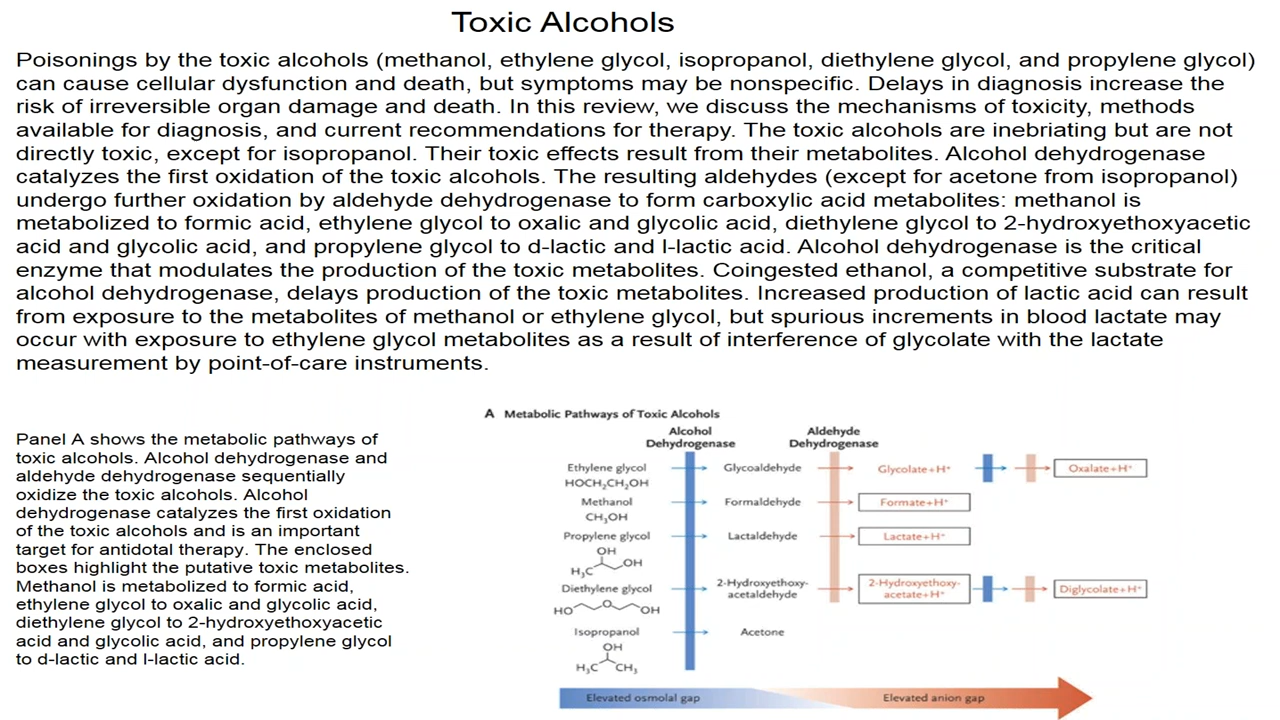 Toxic Alcohols
Poisonings by the toxic alcohols (methanol, ethylene glycol, isopropanol, diethylene glycol, and propylene glycol)
can cause cellular dysfunction and death, but symptoms may be nonspecific. Delays in diagnosis increase the
risk of irreversible organ damage and death. In this review, we discuss the mechanisms of toxicity, methods
available for diagnosis, and current recommendations for therapy. The toxic alcohols are inebriating but are not
directly toxic, except for isopropanol. Their toxic effects result from their metabolites. Alcohol dehydrogenase
catalyzes the first oxidation of the toxic alcohols. The resulting aldehydes (except for acetone from isopropanol)
undergo further oxidation by aldehyde dehydrogenase to form carboxylic acid metabolites: methanol is
metabolized to formic acid, ethylene glycol to oxalic and glycolic acid, diethylene glycol to 2-hydroxyethoxyacetic
acid and glycolic acid, and propylene glycol to d-lactic and l-lactic acid. Alcohol dehydrogenase is the critical
enzyme that modulates the production of the toxic metabolites. Coingested ethanol, a competitive substrate for
alcohol dehydrogenase, delays production of the toxic metabolites. Increased production of lactic acid can result
from exposure to the metabolites of methanol or ethylene glycol, but spurious increments in blood lactate may
occur with exposure to ethylene glycol metabolites as a result of interference of glycolate with the lactate
measurement by point-of-care instruments.
Panel A shows the metabolic pathways of
toxic alcohols. Alcohol dehydrogenase and
aldehyde dehydrogenase sequentially
oxidize the toxic alcohols. Alcohol
dehydrogenase catalyzes the first oxidation
of the toxic alcohols and is an important
target for antidotal therapy. The enclosed
boxes highlight the putative toxic metabolites.
Methanol is metabolized to formic acid,
ethylene glycol to oxalic and glycolic acid,
diethylene glycol to 2-hydroxyethoxyacetic
acid and glycolic acid, and propylene glycol
to d-lactic and l-lactic acid.
A Metabolic Pathways of Toxic Alcohols
Alcohol
Dehydrogenase
Aldehyde
Dehydrogenase
Ethylene glycol
HOCH₂CH₂OH
Glycoaldehyde
Glycolate+H⁺
Oxalate+H⁺
Methanol
CH₃OH
Formaldehyde
Formate+H⁺
Propylene glycol
OH
H₃C OH
Lactaldehyde
Lactate+H⁺
Diethylene glycol
HO O OH
2-Hydroxyethoxy-
acetaldehyde
2-Hydroxyethoxy-
acetate+H⁺
Diglycolate+H⁺
Isopropanol
OH
H₃C CH₃
Acetone
Elevated osmolal gap
Elevated anion gap